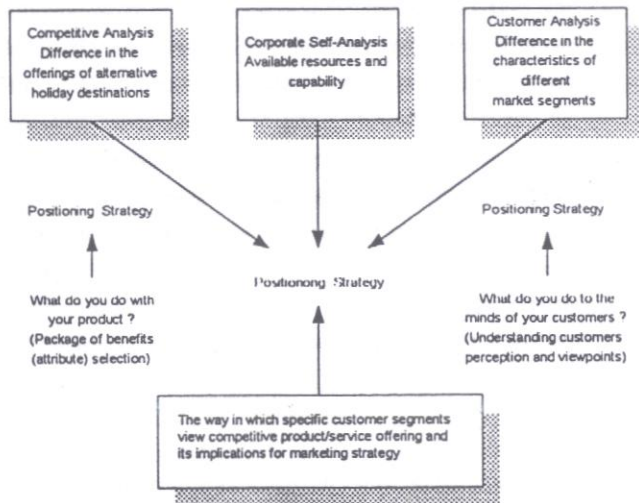 Competitive Analysis
Difference in the
offerings of alternative
holiday destinations
Corporate Self-Analysis
Available resources and
capability
Customer Analysis
Difference in the
characteristics of
different
market segments
Positioning Strategy
Positionong Strategy
Positioning Strategy
What do you do with
your product ?
(Package of benefits
(attribute) selection)
What do you do to the
minds of your customers ?
(Understanding customers
perception and viewpoints)
The way in which specific customer segments
view competitive product/service offering and
its implications for marketing strategy